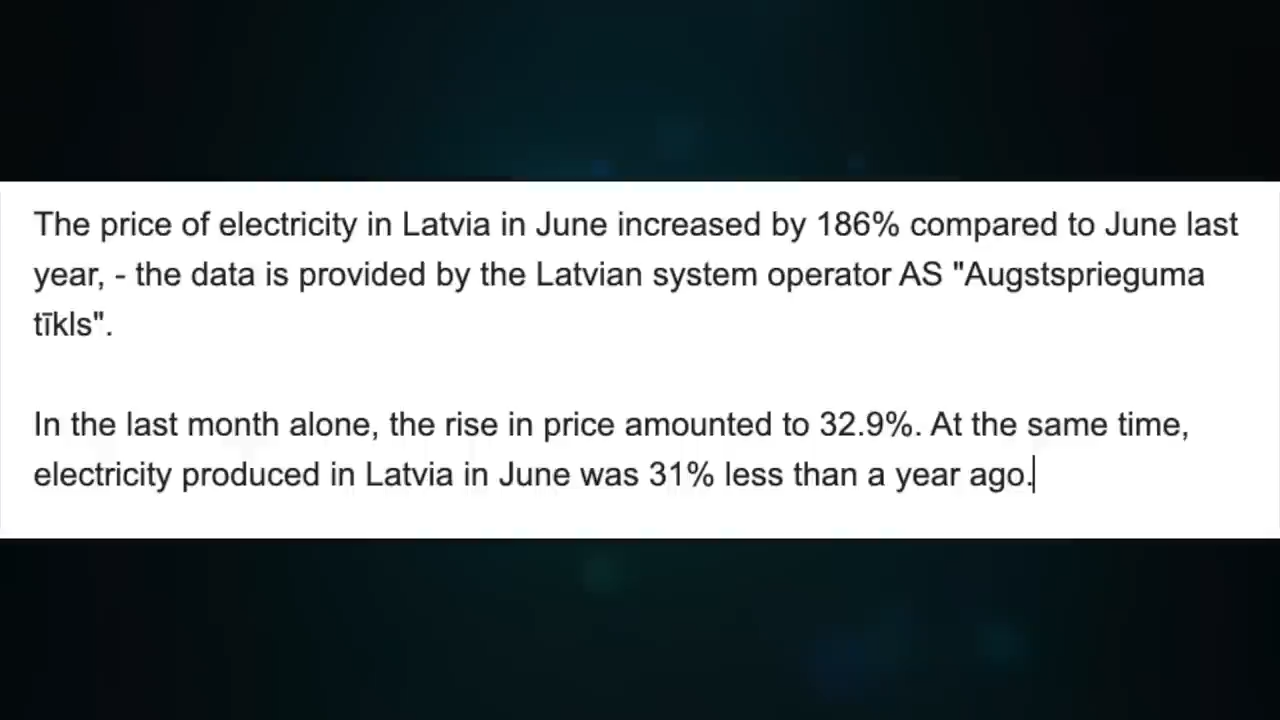 The price of electricity in Latvia in June increased by 186% compared to June last
year, - the data is provided by the Latvian system operator AS "Augstsprieguma
tīkls".
In the last month alone, the rise in price amounted to 32.9%. At the same time,
electricity produced in Latvia in June was 31% less than a year ago.